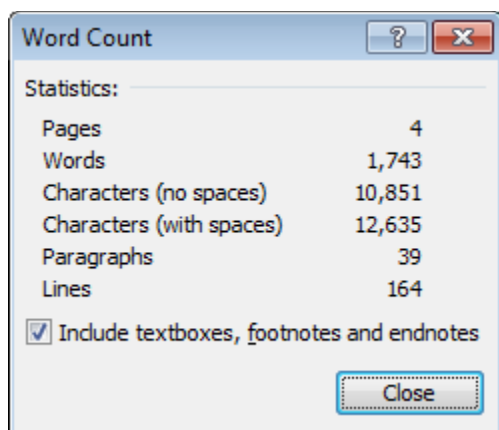 Word Count
Statistics:
Pages 4
Words 1,743
Characters (no spaces) 10,851
Characters (with spaces) 12,635
Paragraphs 39
Lines 164
Include textboxes, footnotes and endnotes
Close